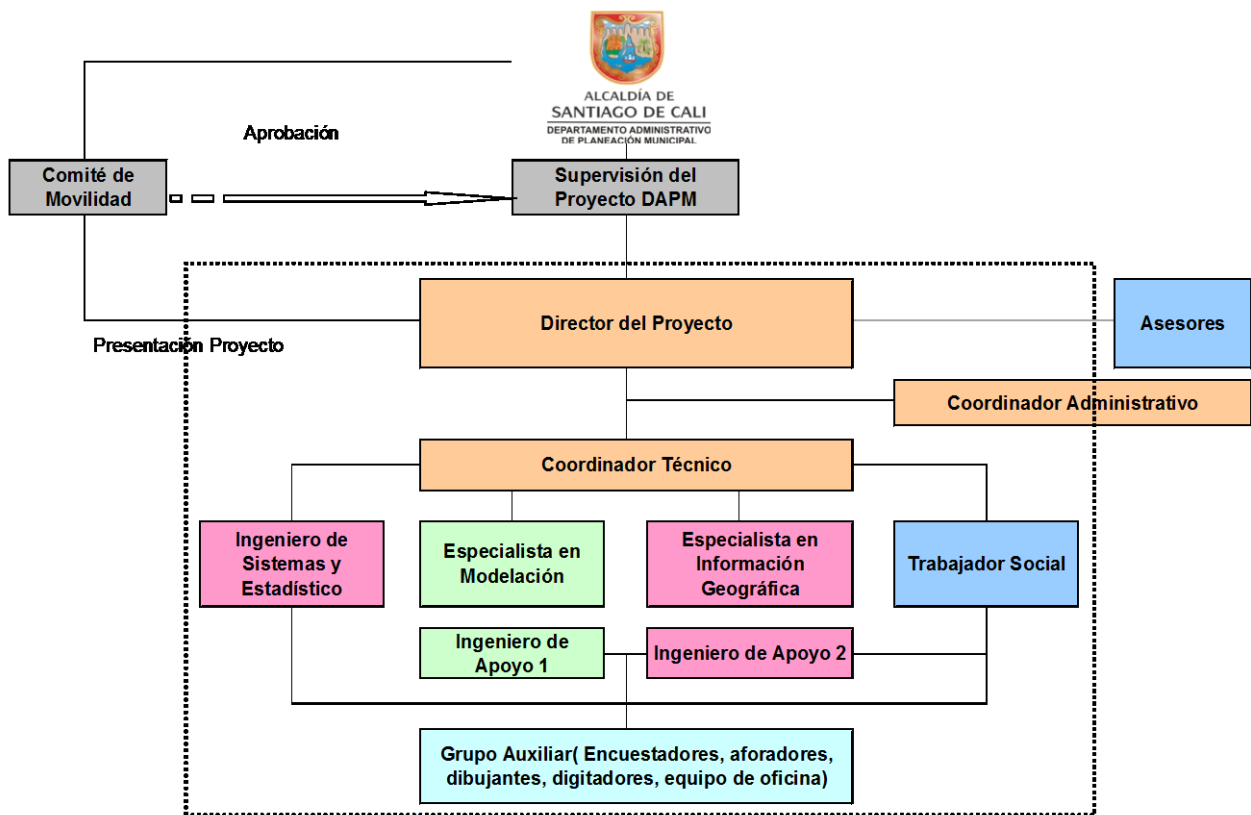 ALCALDÍA DE
SANTIAGO DE CALI
DEPARTAMENTO ADMINISTRATIVO
DE PLANEACIÓN MUNICIPAL
Aprobación
Comité de
Movilidad
Supervisión del
Proyecto DAPM
Director del Proyecto
Asesores
Presentación Proyecto
Coordinador Administrativo
Coordinador Técnico
Ingeniero de
Sistemas y
Estadístico
Especialista en
Modelación
Especialista en
Información
Geográfica
Trabajador Social
Ingeniero de
Apoyo 1
Ingeniero de Apoyo 2
Grupo Auxiliar( Encuestadores, aforadores,
dibujantes, digitadores, equipo de oficina)